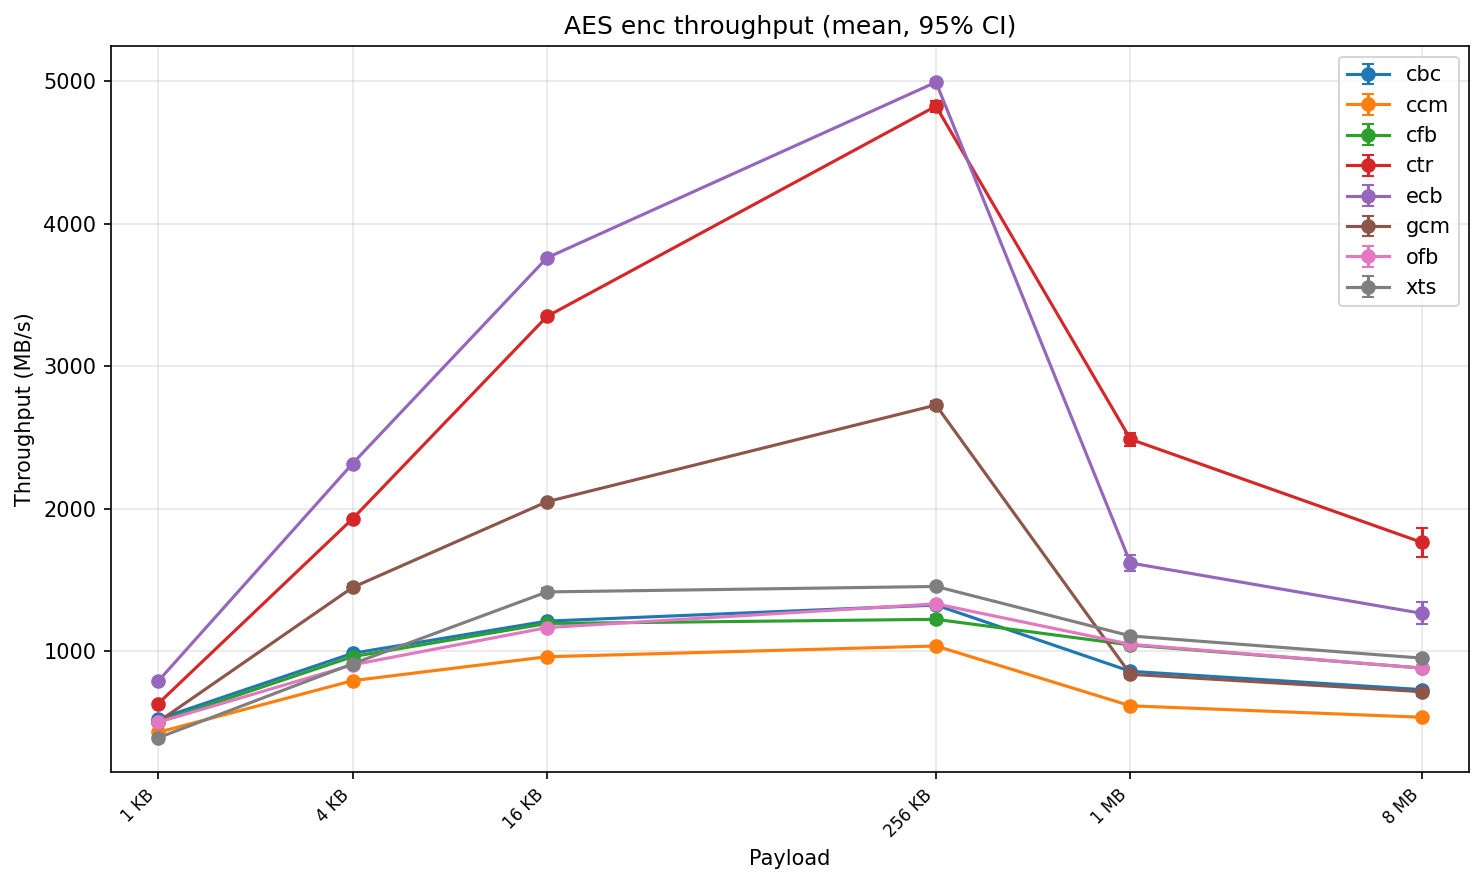 AES enc throughput (mean, 95% CI)
5000
4000
3000
2000
1000
Throughput (MB/s)
cbc
ccm
cfb
ctr
ecb
gcm
ofb
xts
1 KB
4 KB
16 KB
256 KB
1 MB
8 MB
Payload